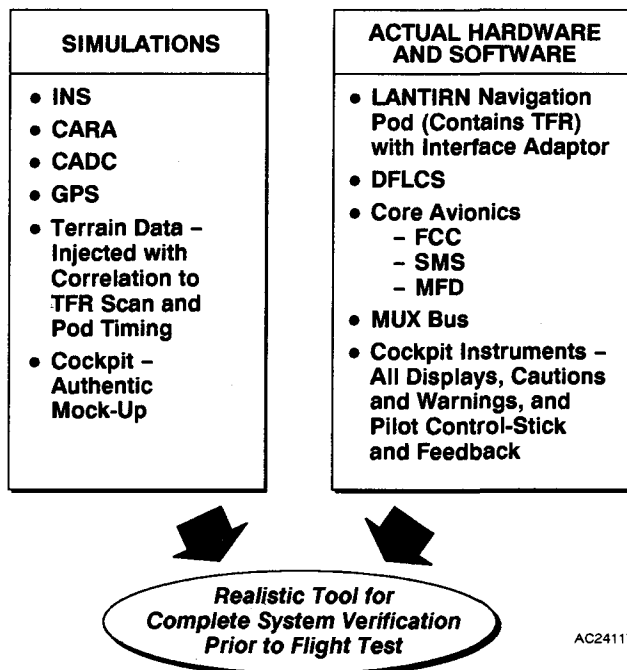 SIMULATIONS
• INS
• CARA
• CADC
• GPS
• Terrain Data –
Injected with
Correlation to
TFR Scan and
Pod Timing
• Cockpit –
Authentic
Mock-Up
ACTUAL HARDWARE
AND SOFTWARE
• LANTIRN Navigation
Pod (Contains TFR)
with Interface Adaptor
• DFLCS
• Core Avionics
– FCC
– SMS
– MFD
• MUX Bus
• Cockpit Instruments –
All Displays, Cautions
and Warnings, and
Pilot Control-Stick
and Feedback
Realistic Tool for
Complete System Verification
Prior to Flight Test